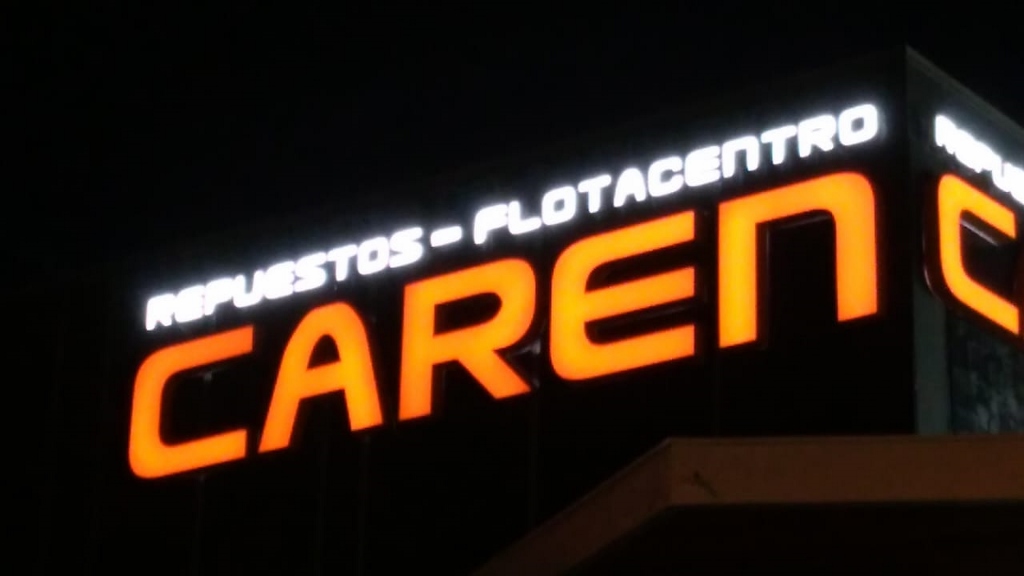 REPUESTOS - FLOTACENTRO
CAREN